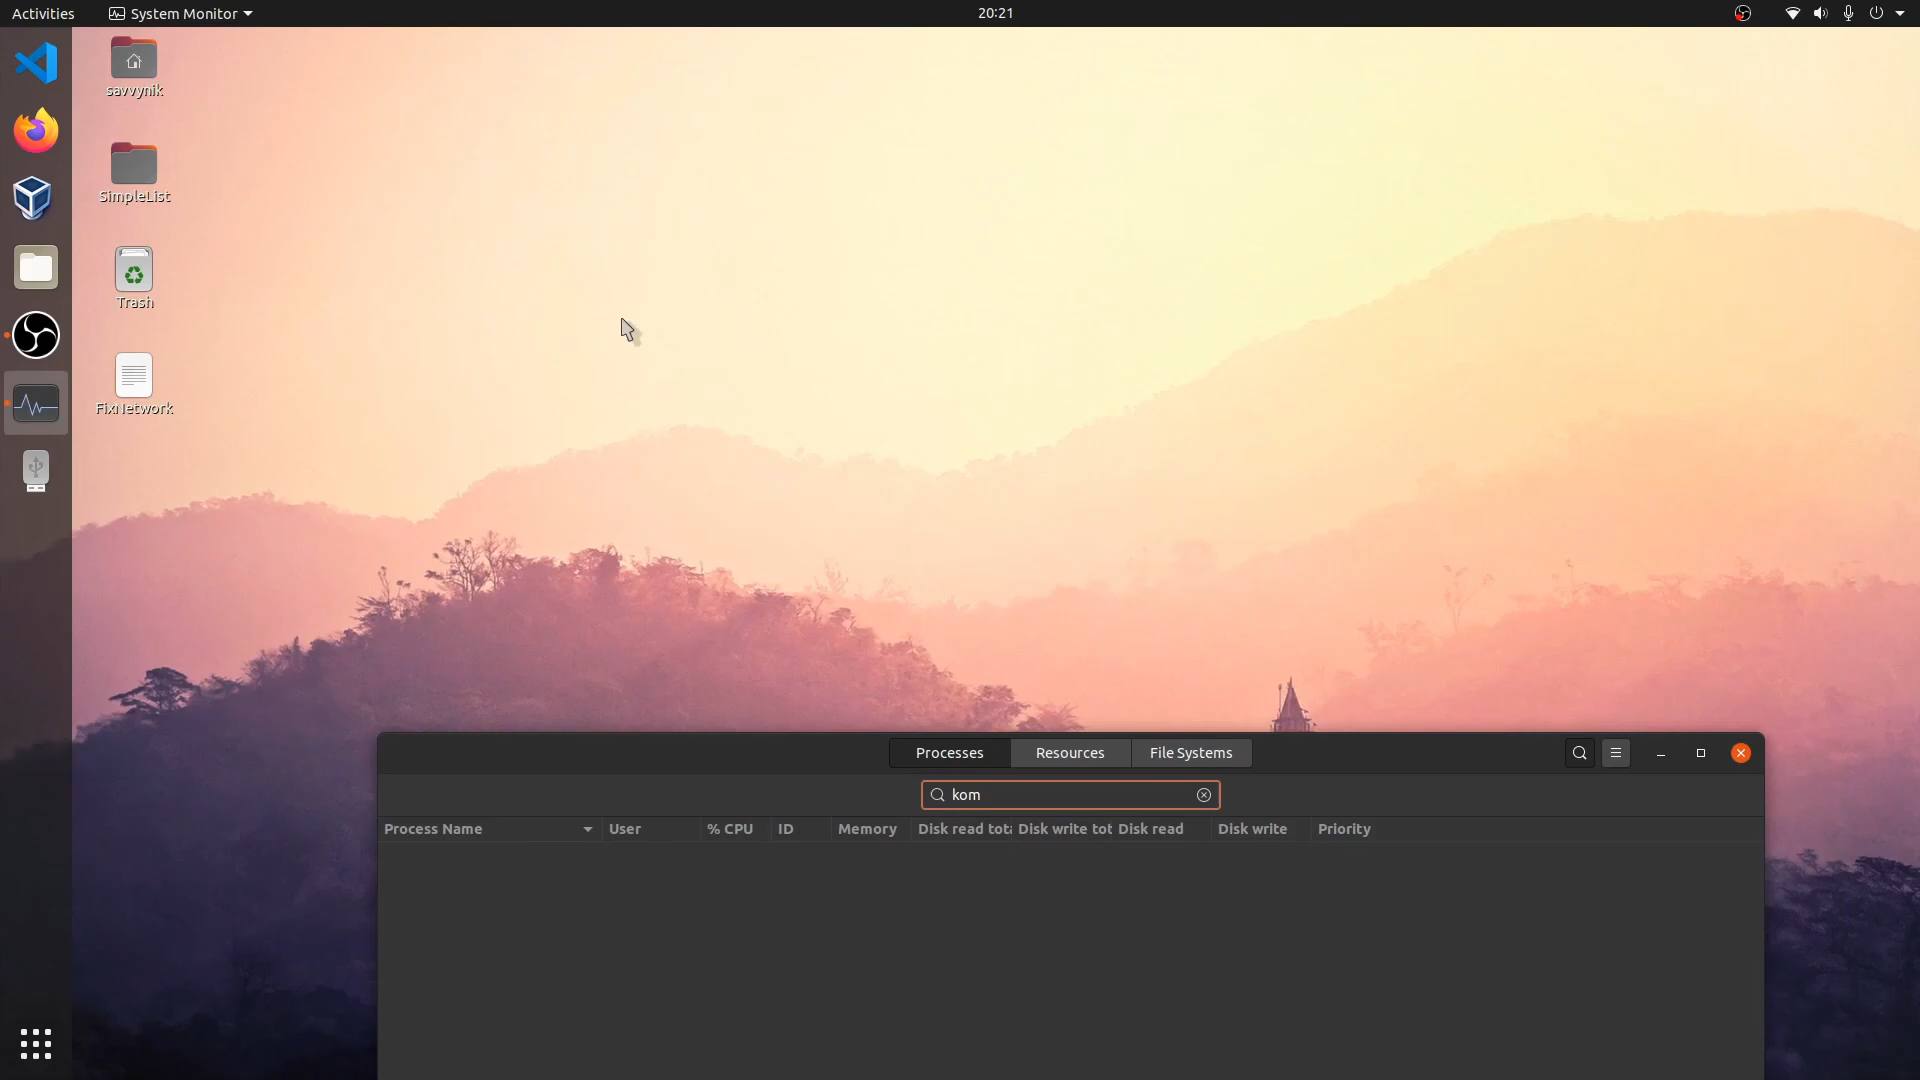 Activities
System Monitor
20:21
savvynik
SimpleList
Trash
FixNetwork
Processes
Resources
File Systems
kom
Process Name
User
% CPU
ID
Memory
Disk read tota
Disk write tot
Disk read
Disk write
Priority